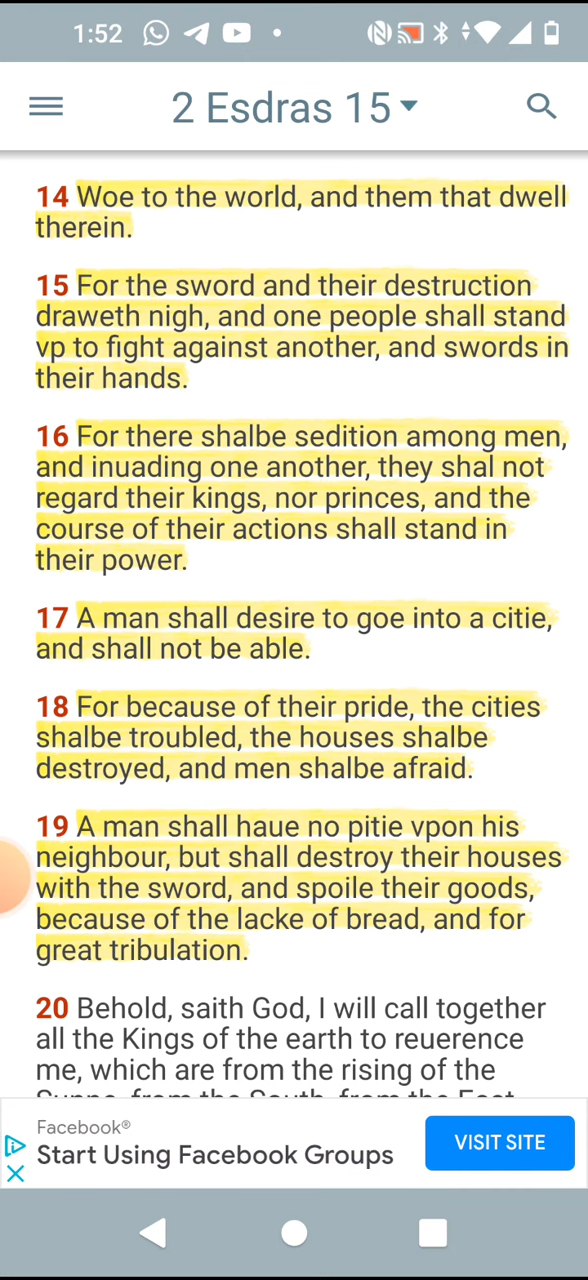 1:52
2 Esdras 15
14 Woe to the world, and them that dwell
therein.
15 For the sword and their destruction
draweth nigh, and one people shall stand
vp to fight against another, and swords in
their hands.
16 For there shalbe sedition among men,
and inuading one another, they shal not
regard their kings, nor princes, and the
course of their actions shall stand in
their power.
17 A man shall desire to goe into a citie,
and shall not be able.
18 For because of their pride, the cities
shalbe troubled, the houses shalbe
destroyed, and men shalbe afraid.
19 A man shall haue no pitie vpon his
neighbour, but shall destroy their houses
with the sword, and spoile their goods,
because of the lacke of bread, and for
great tribulation.
20 Behold, saith God, I will call together
all the Kings of the earth to reuerence
me, which are from the rising of the
Sunne, from the South, from the East
Facebook®
Start Using Facebook Groups
VISIT SITE